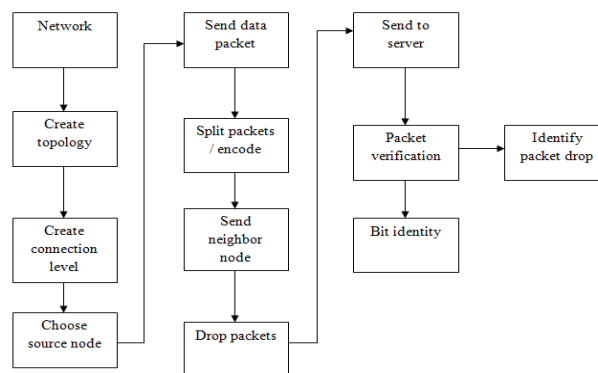 Network
Create
topology
Create
connection
level
Choose
source node
Send data
packet
Split packets
/ encode
Send
neighbor
node
Drop packets
Send to
server
Packet
verification
Identify
packet drop
Bit identity